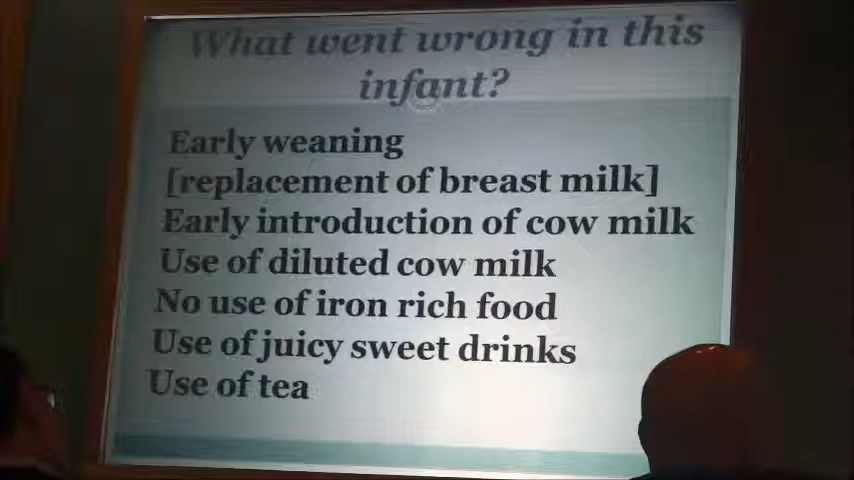 What went wrong in this
infant?
Early weaning
[replacement of breast milk]
Early introduction of cow milk
Use of diluted cow milk
No use of iron rich food
Use of juicy sweet drinks
Use of tea